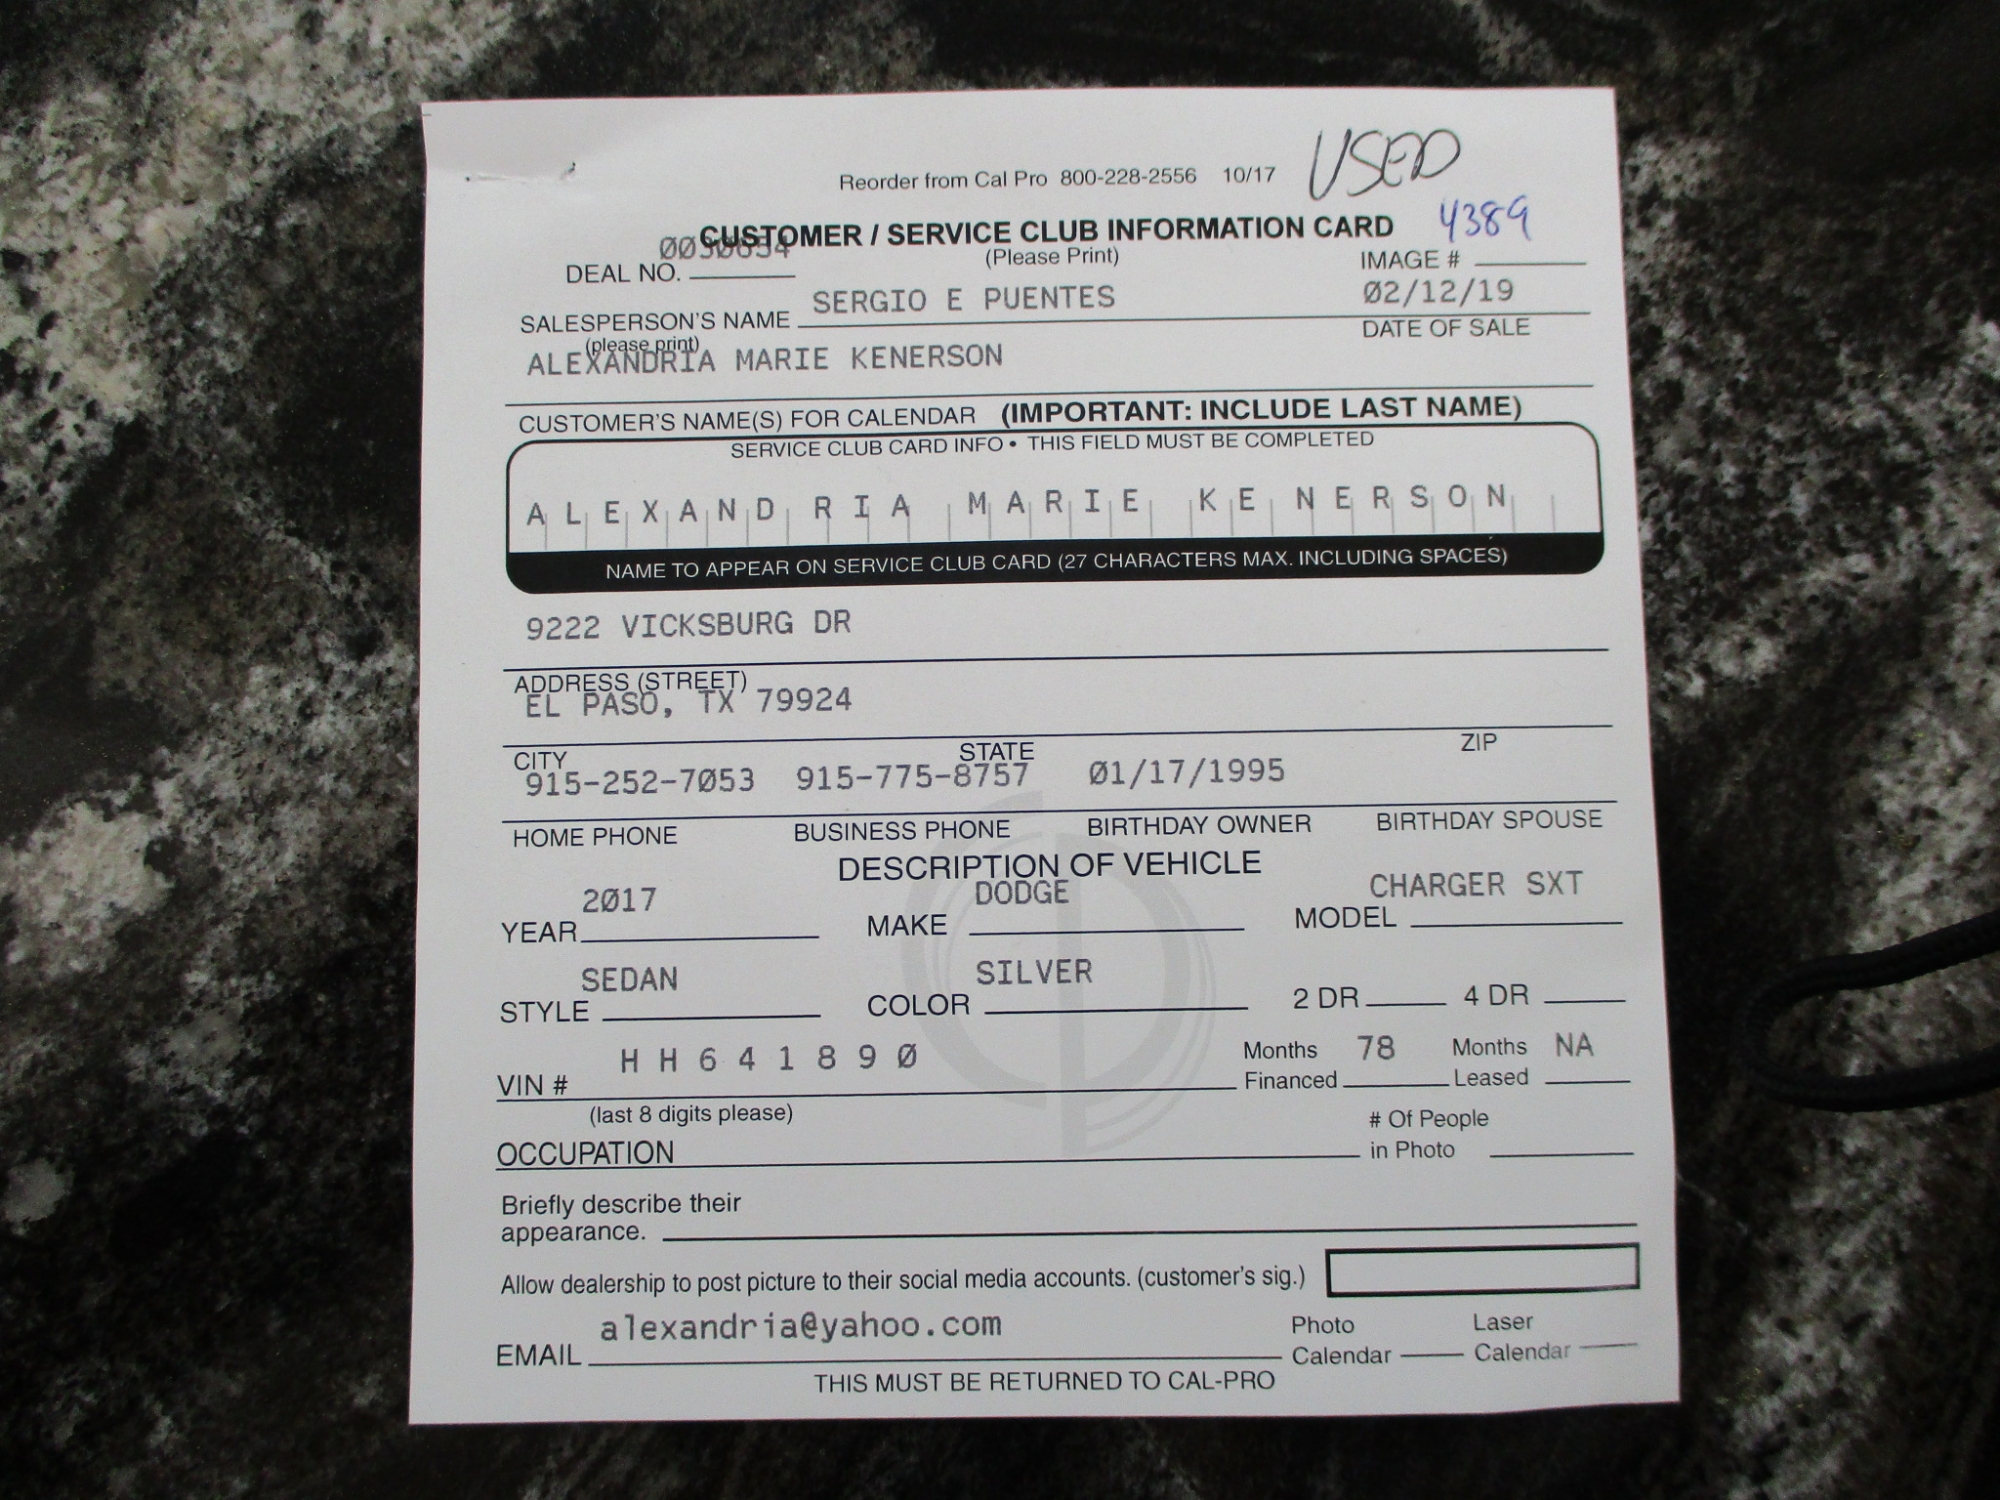 Reorder from Cal Pro 800-228-2556 10/17 USED
CUSTOMER / SERVICE CLUB INFORMATION CARD 4389
(Please Print)
DEAL NO. IMAGE #
SERGIO E PUENTES 02/12/19
SALESPERSON'S NAME DATE OF SALE
(please print)
ALEXANDRIA MARIE KENERSON
CUSTOMER'S NAME(S) FOR CALENDAR (IMPORTANT: INCLUDE LAST NAME)
SERVICE CLUB CARD INFO • THIS FIELD MUST BE COMPLETED
ALEXANDRIA MARIE KENERSON
NAME TO APPEAR ON SERVICE CLUB CARD (27 CHARACTERS MAX. INCLUDING SPACES)
9222 VICKSBURG DR
ADDRESS (STREET)
EL PASO, TX 79924
CITY STATE ZIP
915-252-7053 915-775-8757 01/17/1995
HOME PHONE BUSINESS PHONE BIRTHDAY OWNER BIRTHDAY SPOUSE
DESCRIPTION OF VEHICLE
2017 DODGE CHARGER SXT
YEAR MAKE MODEL
SEDAN SILVER
STYLE COLOR 2 DR 4 DR
HH641890 Months 78 Months NA
VIN # Financed Leased
(last 8 digits please) # Of People
OCCUPATION in Photo
Briefly describe their
appearance.
Allow dealership to post picture to their social media accounts. (customer's sig.)
alexandria@yahoo.com Photo Laser
EMAIL Calendar Calendar
THIS MUST BE RETURNED TO CAL-PRO